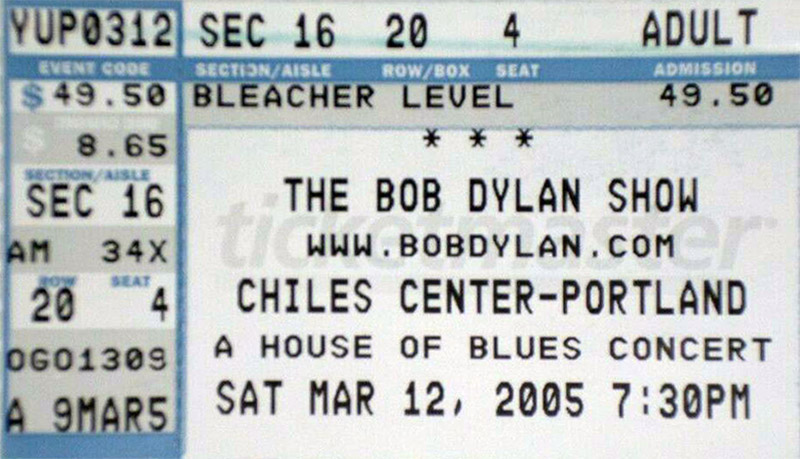 YUP0312 SEC 16 20 4 ADULT
EVENT CODE SECTION/AISLE ROW/BOX SEAT ADMISSION
$ 49.50 BLEACHER LEVEL 49.50
$ 8.65 * * *
SECTION/AISLE
SEC 16 THE BOB DYLAN SHOW
ticketmaster
AM 34X WWW.BOBDYLAN.COM
ROW SEAT
20 4 CHILES CENTER-PORTLAND
OGO1309 A HOUSE OF BLUES CONCERT
A 9MAR5 SAT MAR 12, 2005 7:30PM